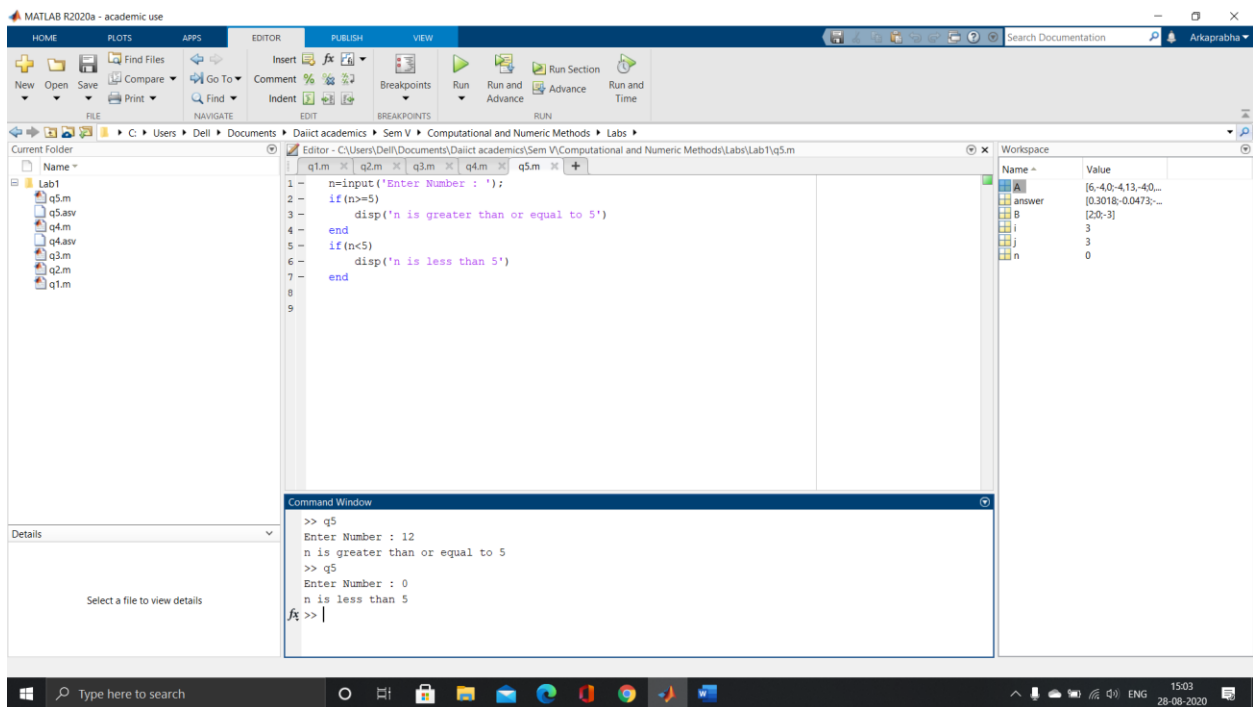 MATLAB R2020a - academic use
HOME PLOTS APPS EDITOR PUBLISH VIEW Search Documentation Arkaprabha
New Open Save Find Files Compare Print Go To Find Insert fx Comment % Indent Breakpoints Run Run and Advance Run Section Advance Run and Time
FILE NAVIGATE EDIT BREAKPOINTS RUN
C: Users Dell Documents Daiict academics Sem V Computational and Numeric Methods Labs
Current Folder
Name
Lab1
q5.m
q5.asv
q4.m
q4.asv
q3.m
q2.m
q1.m
Details
Select a file to view details
Editor - C:\Users\Dell\Documents\Daiict academics\Sem V\Computational and Numeric Methods\Labs\Lab1\q5.m
q1.m q2.m q3.m q4.m q5.m +
1 - n=input('Enter Number : ');
2 - if(n>=5)
3 - disp('n is greater than or equal to 5')
4 - end
5 - if(n<5)
6 - disp('n is less than 5')
7 - end
8
9
Command Window
>> q5
Enter Number : 12
n is greater than or equal to 5
>> q5
Enter Number : 0
n is less than 5
fx >>
Workspace
Name Value
A [6,-4,0;-4,13,-4;0,...
answer [0.3018;-0.0473;-...
B [2;0;-3]
i 3
j 3
n 0
Type here to search
ENG 15:03
28-08-2020